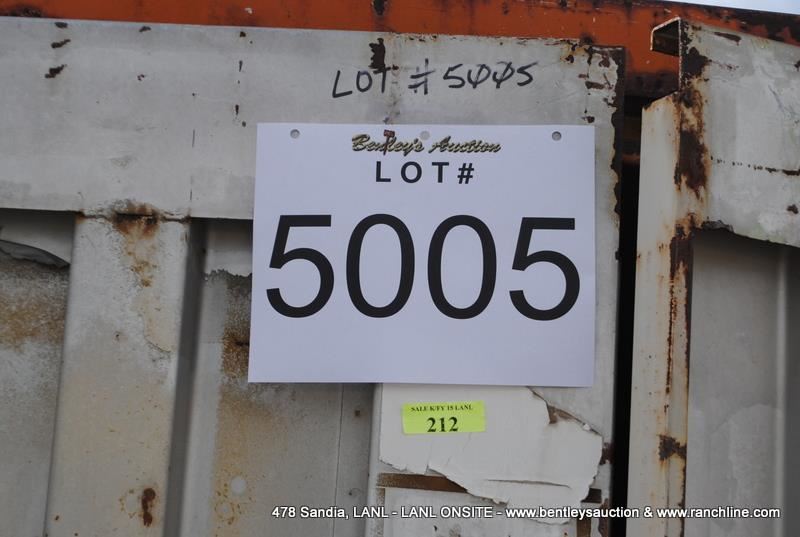 LOT # 5005
Bentley's Auction
LOT#
5005
SALE K/FY 15 LANL
212
478 Sandia, LANL - LANL ONSITE - www.bentleysauction & www.ranchline.com